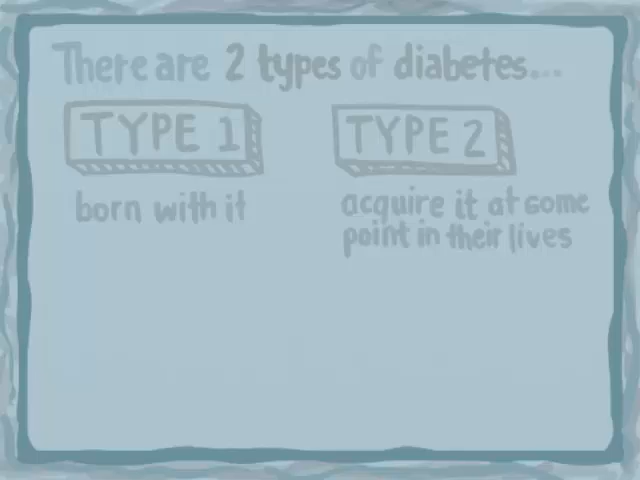 There are 2 types of diabetes...
TYPE 1
TYPE 2
born with it
acquire it at some
point in their lives